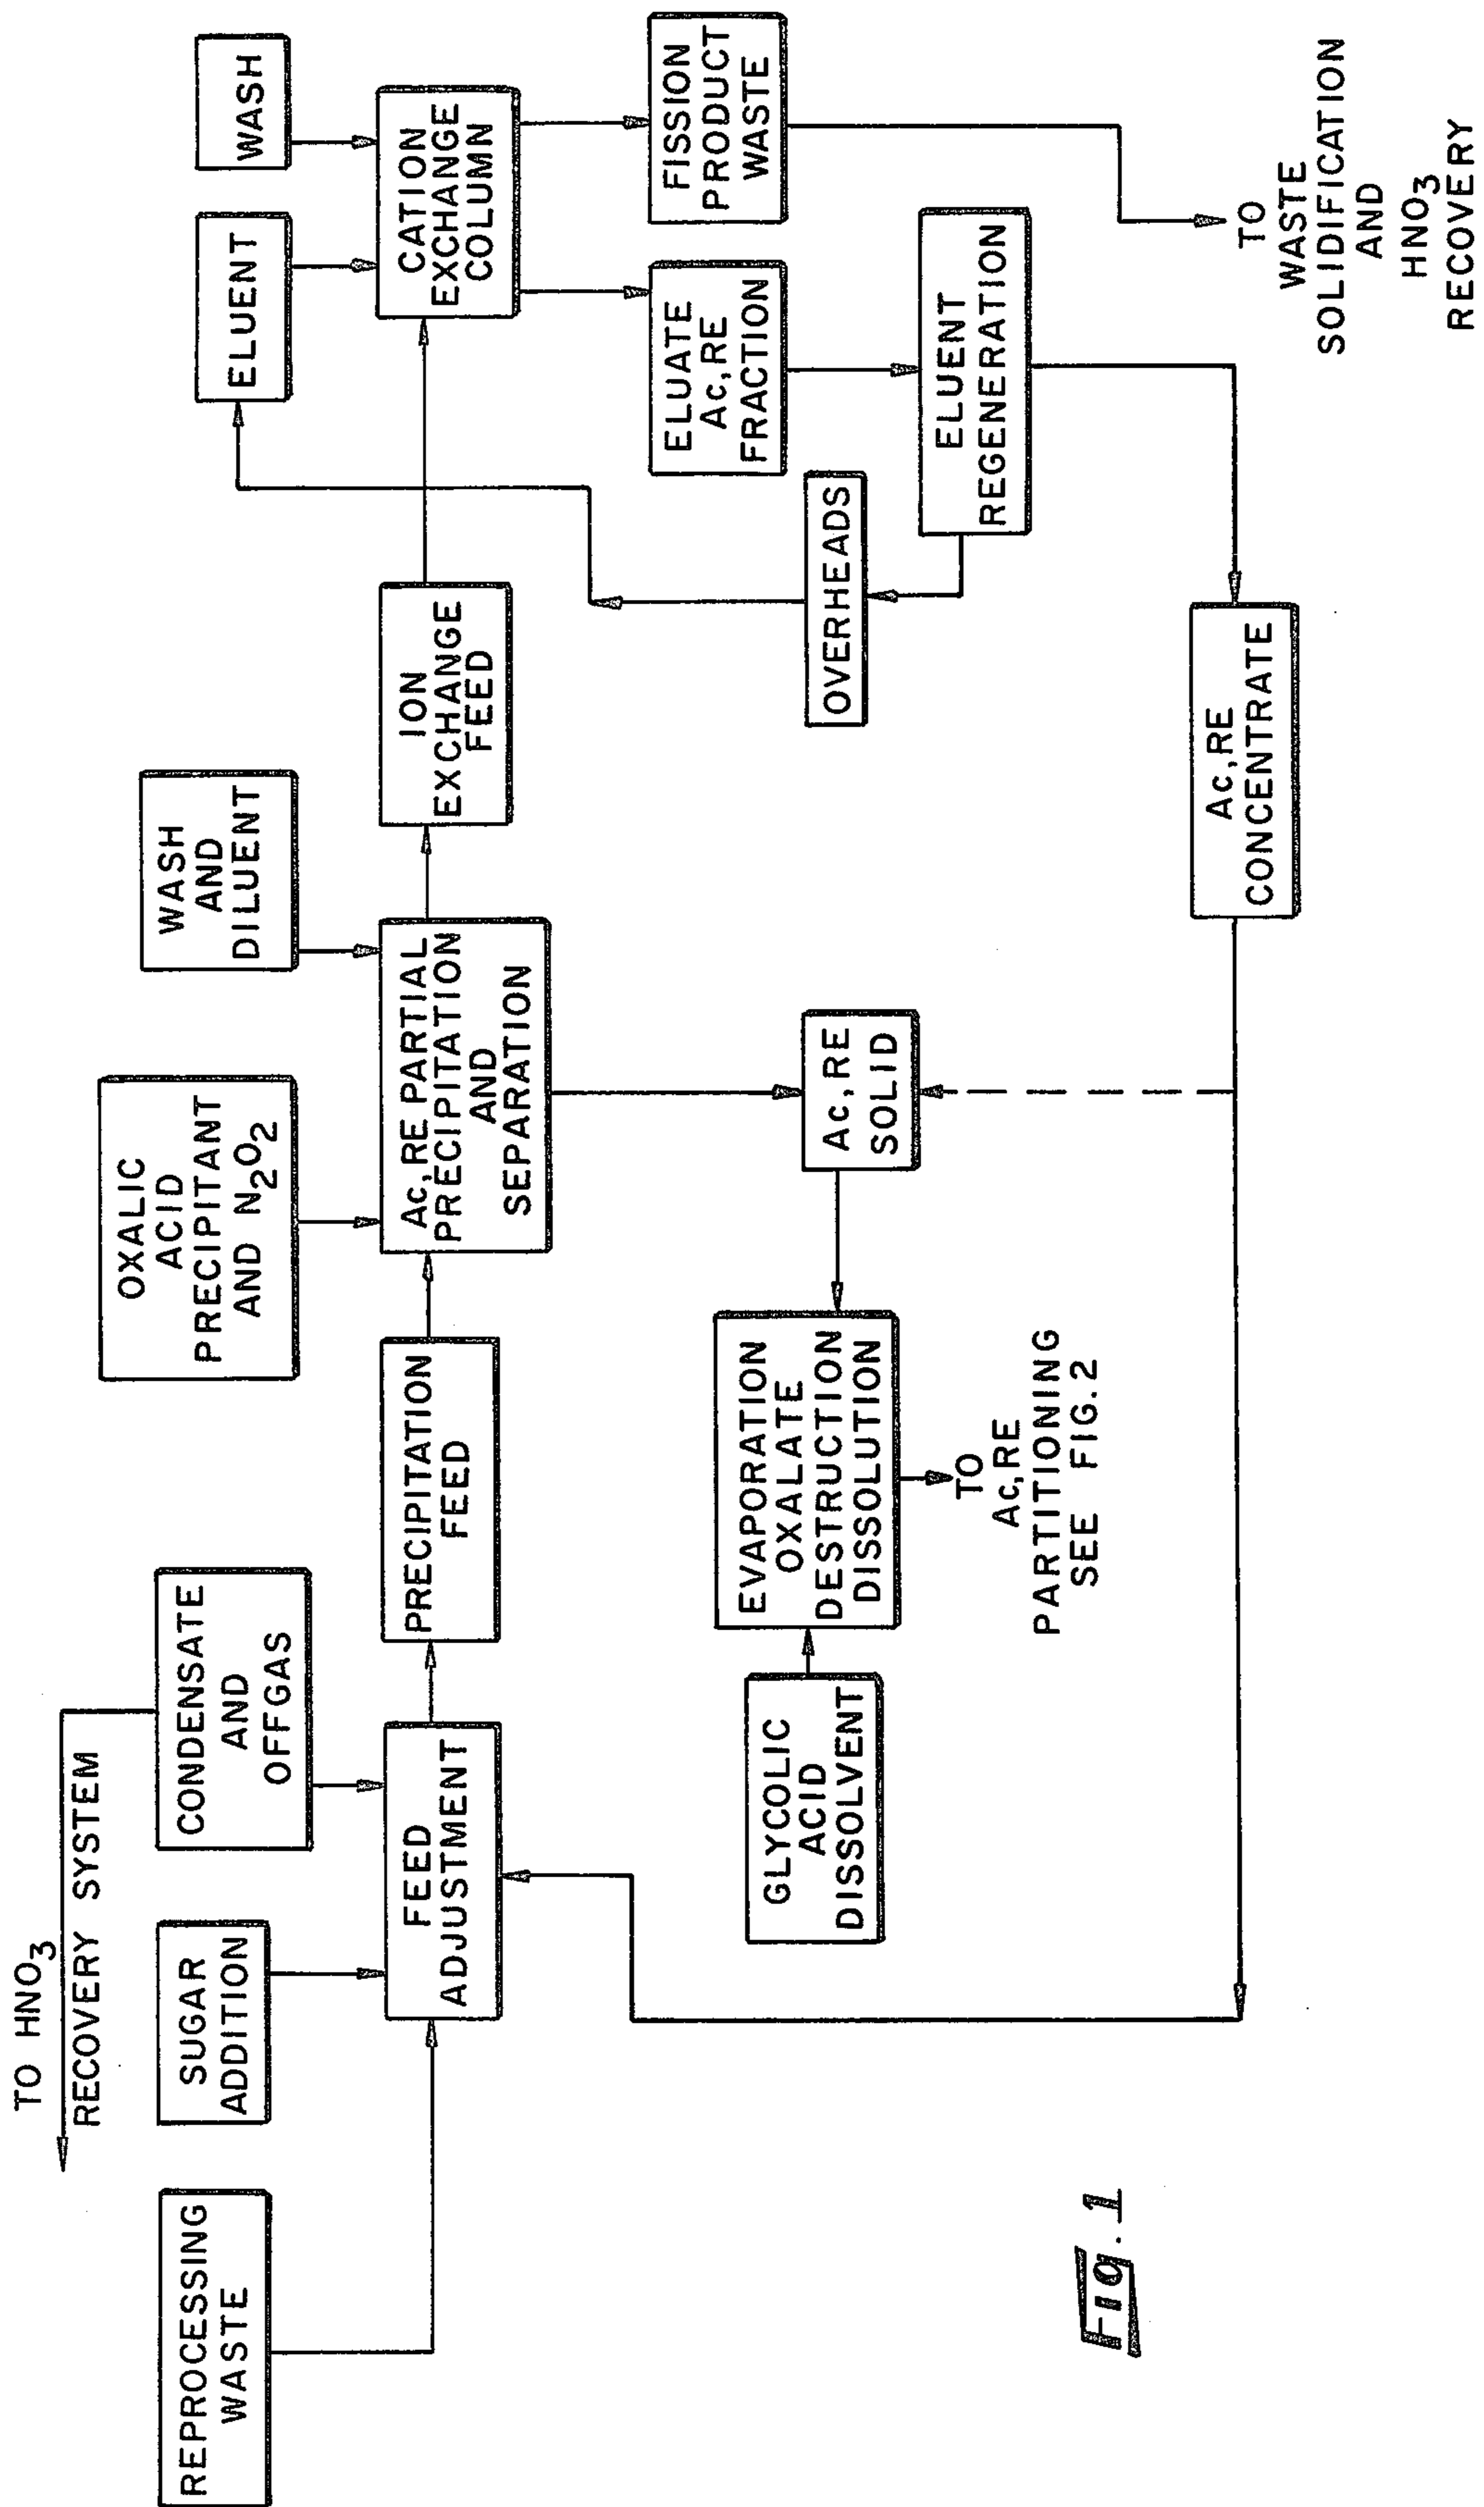 TO HNO3
RECOVERY SYSTEM
REPROCESSING
WASTE
SUGAR
ADDITION
CONDENSATE
AND
OFFGAS
OXALIC
ACID
PRECIPITANT
AND N2O2
WASH
AND
DILUENT
ELUENT
WASH
FEED
ADJUSTMENT
PRECIPITATION
FEED
Ac,RE PARTIAL
PRECIPITATION
AND
SEPARATION
ION
EXCHANGE
FEED
CATION
EXCHANGE
COLUMN
GLYCOLIC
ACID
DISSOLVENT
EVAPORATION
OXALATE
DESTRUCTION
DISSOLUTION
Ac,RE
SOLID
OVERHEADS
ELUATE
Ac,RE
FRACTION
FISSION
PRODUCT
WASTE
ELUENT
REGENERATION
TO
Ac,RE
PARTITIONING
SEE FIG.2
Ac,RE
CONCENTRATE
TO
WASTE
SOLIDIFICATION
AND
HNO3
RECOVERY
Fig. 1